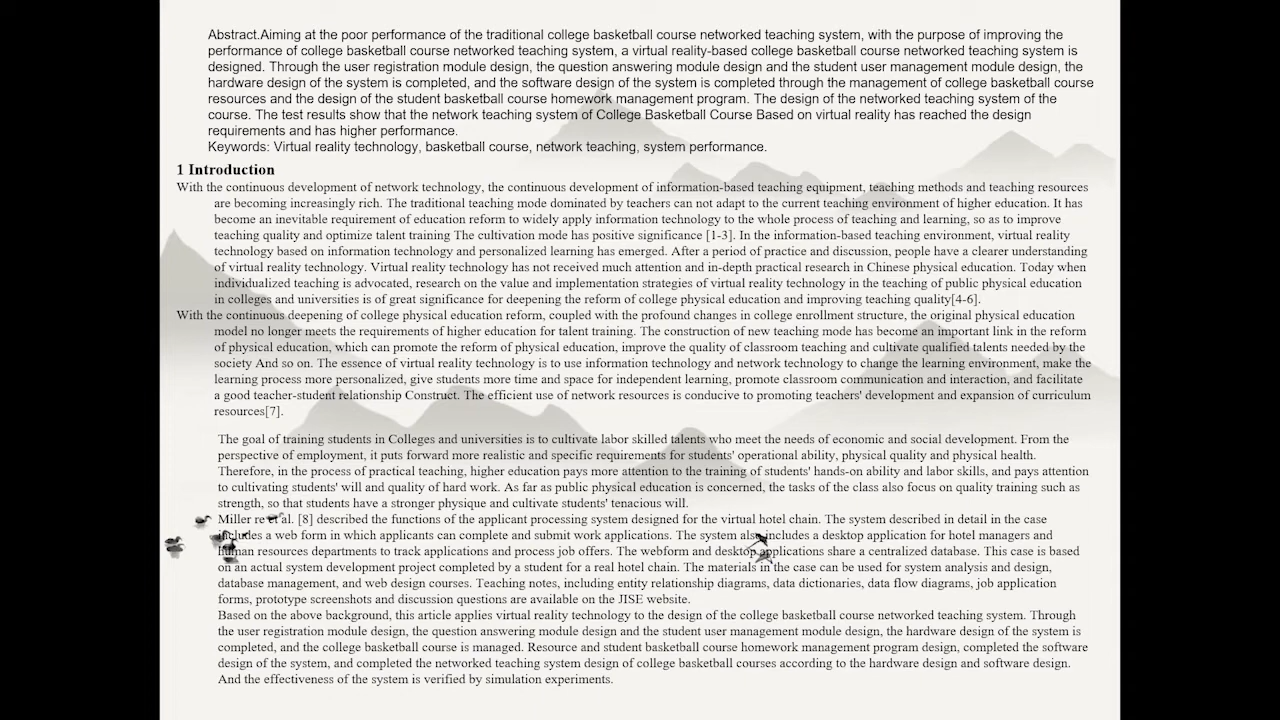 Abstract.Aiming at the poor performance of the traditional college basketball course networked teaching system, with the purpose of improving the
performance of college basketball course networked teaching system, a virtual reality-based college basketball course networked teaching system is
designed. Through the user registration module design, the question answering module design and the student user management module design, the
hardware design of the system is completed, and the software design of the system is completed through the management of college basketball course
resources and the design of the student basketball course homework management program. The design of the networked teaching system of the
course. The test results show that the network teaching system of College Basketball Course Based on virtual reality has reached the design
requirements and has higher performance.
Keywords: Virtual reality technology, basketball course, network teaching, system performance.
1 Introduction
With the continuous development of network technology, the continuous development of information-based teaching equipment, teaching methods and teaching resources
are becoming increasingly rich. The traditional teaching mode dominated by teachers can not adapt to the current teaching environment of higher education. It has
become an inevitable requirement of education reform to widely apply information technology to the whole process of teaching and learning, so as to improve
teaching quality and optimize talent training The cultivation mode has positive significance [1-3]. In the information-based teaching environment, virtual reality
technology based on information technology and personalized learning has emerged. After a period of practice and discussion, people have a clearer understanding
of virtual reality technology. Virtual reality technology has not received much attention and in-depth practical research in Chinese physical education. Today when
individualized teaching is advocated, research on the value and implementation strategies of virtual reality technology in the teaching of public physical education
in colleges and universities is of great significance for deepening the reform of college physical education and improving teaching quality[4-6].
With the continuous deepening of college physical education reform, coupled with the profound changes in college enrollment structure, the original physical education
model no longer meets the requirements of higher education for talent training. The construction of new teaching mode has become an important link in the reform
of physical education, which can promote the reform of physical education, improve the quality of classroom teaching and cultivate qualified talents needed by the
society And so on. The essence of virtual reality technology is to use information technology and network technology to change the learning environment, make the
learning process more personalized, give students more time and space for independent learning, promote classroom communication and interaction, and facilitate
a good teacher-student relationship Construct. The efficient use of network resources is conducive to promoting teachers' development and expansion of curriculum
resources[7].
The goal of training students in Colleges and universities is to cultivate labor skilled talents who meet the needs of economic and social development. From the
perspective of employment, it puts forward more realistic and specific requirements for students' operational ability, physical quality and physical health.
Therefore, in the process of practical teaching, higher education pays more attention to the training of students' hands-on ability and labor skills, and pays attention
to cultivating students' will and quality of hard work. As far as public physical education is concerned, the tasks of the class also focus on quality training such as
strength, so that students have a stronger physique and cultivate students' tenacious will.
Miller re et al. [8] described the functions of the applicant processing system designed for the virtual hotel chain. The system described in detail in the case
includes a web form in which applicants can complete and submit work applications. The system also includes a desktop application for hotel managers and
human resources departments to track applications and process job offers. The webform and desktop applications share a centralized database. This case is based
on an actual system development project completed by a student for a real hotel chain. The materials in the case can be used for system analysis and design,
database management, and web design courses. Teaching notes, including entity relationship diagrams, data dictionaries, data flow diagrams, job application
forms, prototype screenshots and discussion questions are available on the JISE website.
Based on the above background, this article applies virtual reality technology to the design of the college basketball course networked teaching system. Through
the user registration module design, the question answering module design and the student user management module design, the hardware design of the system is
completed, and the college basketball course is managed. Resource and student basketball course homework management program design, completed the software
design of the system, and completed the networked teaching system design of college basketball courses according to the hardware design and software design.
And the effectiveness of the system is verified by simulation experiments.